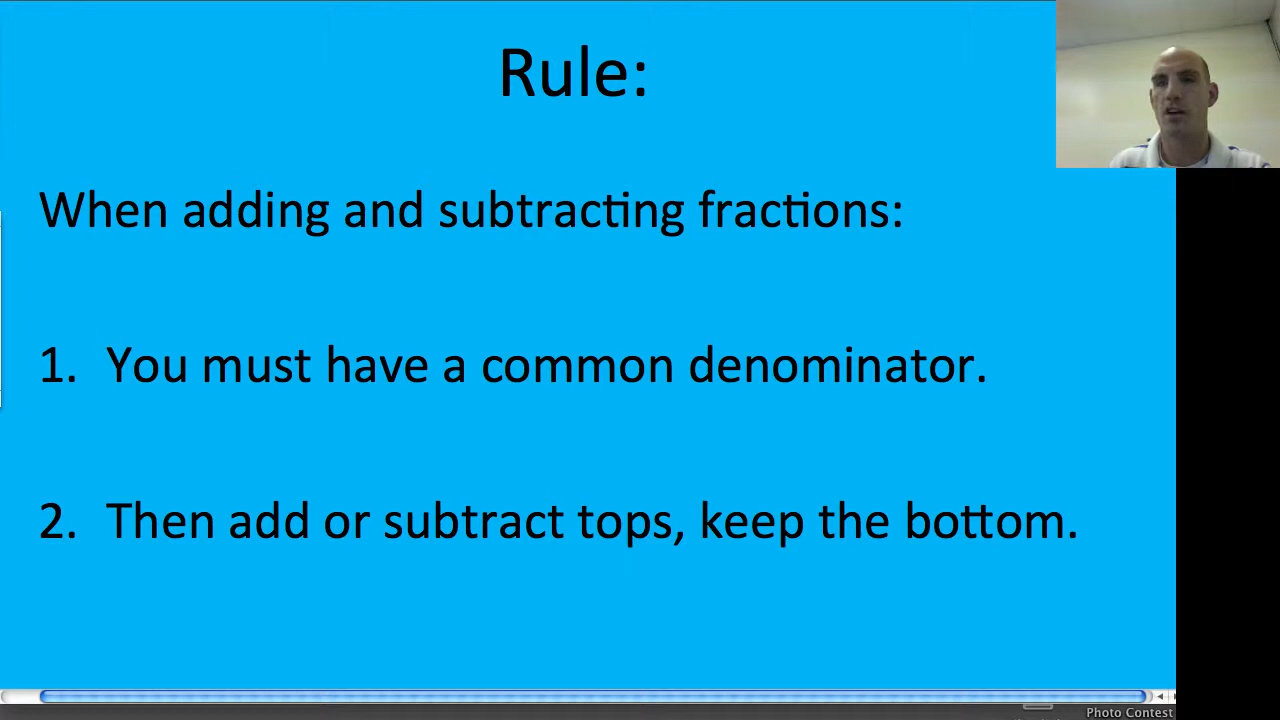 Rule:
When adding and subtracting fractions:
1. You must have a common denominator.
2. Then add or subtract tops, keep the bottom.
Photo Contest